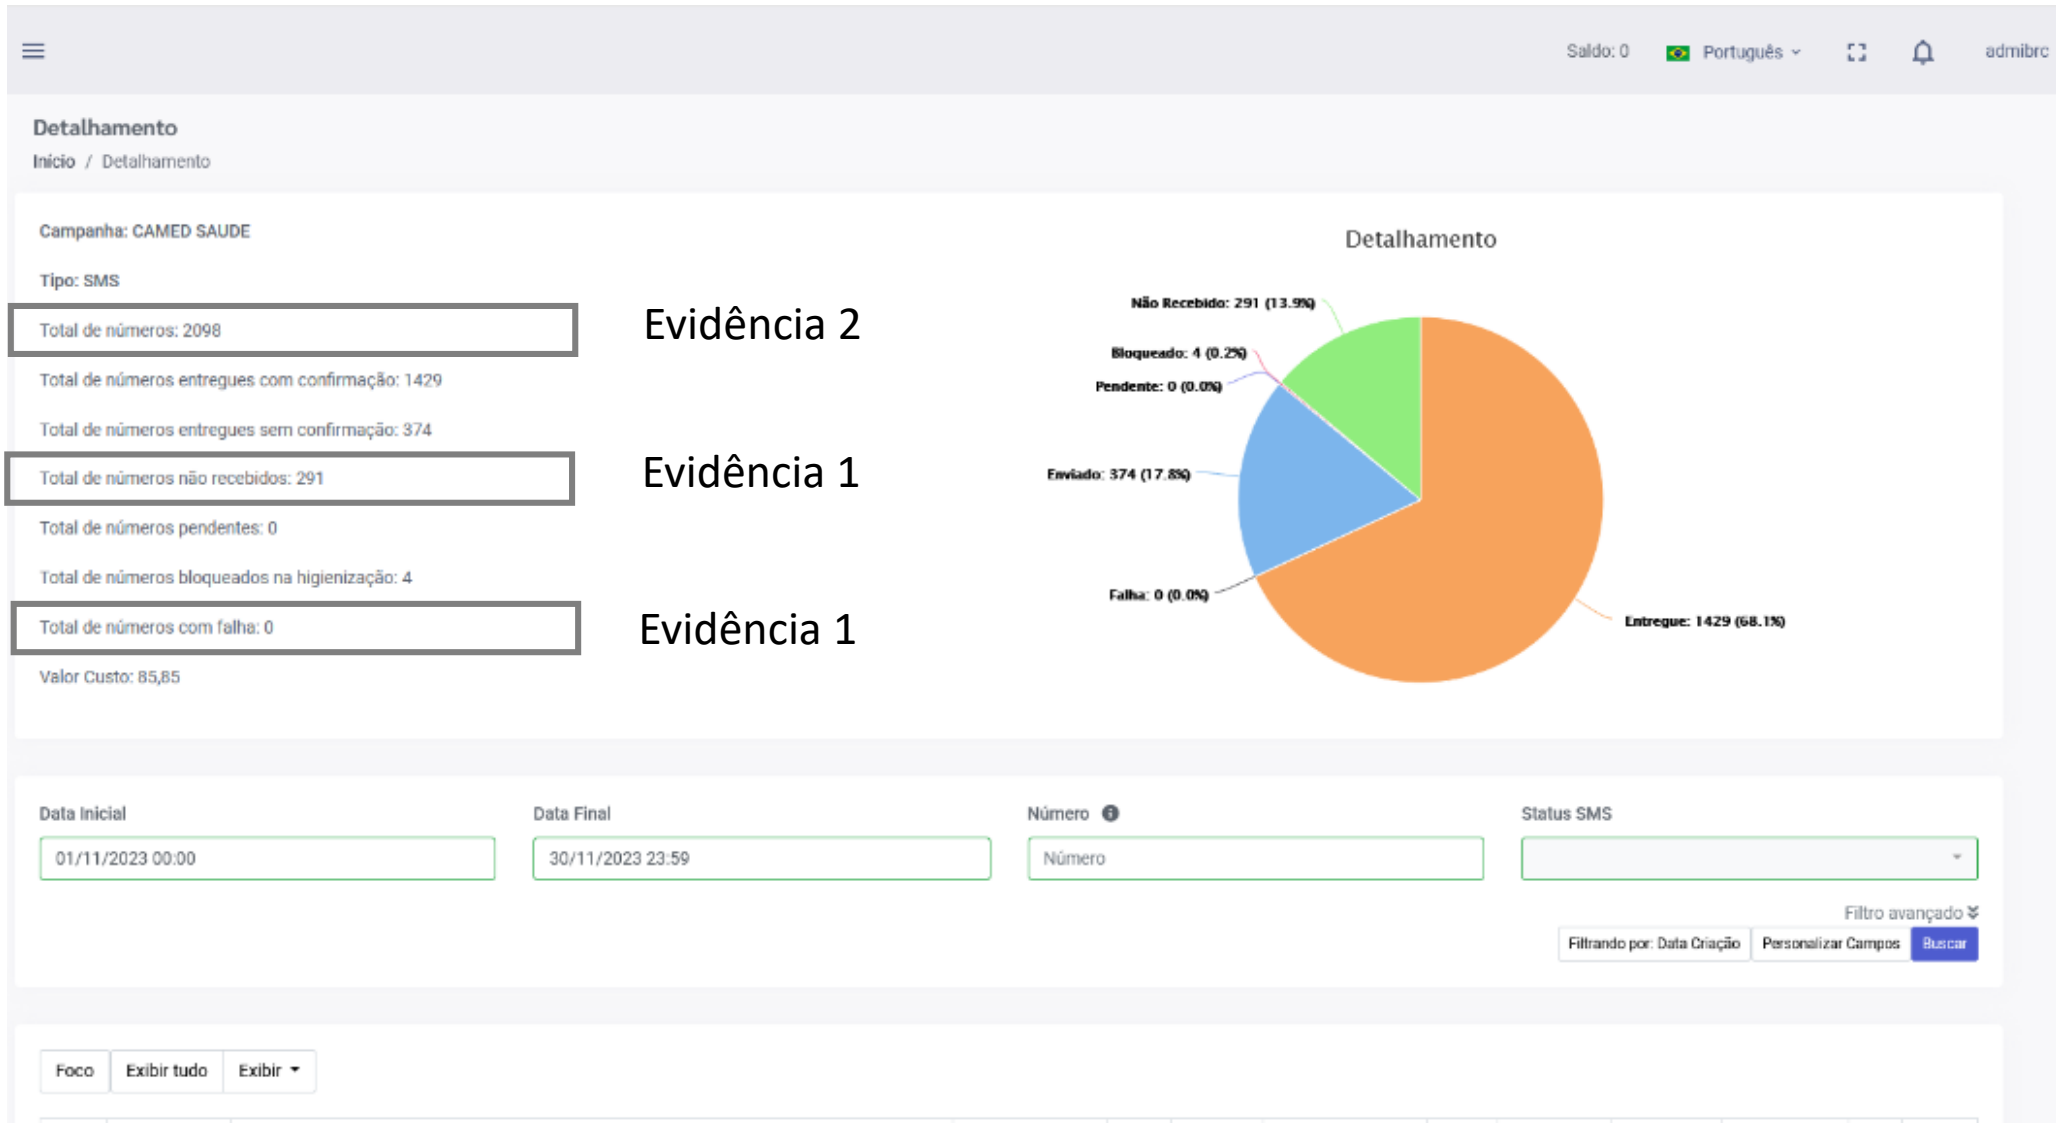 Saldo: 0 Português admibrc
Detalhamento
Início / Detalhamento
Campanha: CAMED SAUDE
Tipo: SMS
Total de números: 2098
Evidência 2
Total de números entregues com confirmação: 1429
Total de números entregues sem confirmação: 374
Total de números não recebidos: 291
Evidência 1
Total de números pendentes: 0
Total de números bloqueados na higienização: 4
Total de números com falha: 0
Evidência 1
Valor Custo: 85,85
Detalhamento
Não Recebido: 291 (13.9%)
Bloqueado: 4 (0.2%)
Pendente: 0 (0.0%)
Enviado: 374 (17.8%)
Falha: 0 (0.0%)
Entregue: 1429 (68.1%)
Data Inicial Data Final Número Status SMS
01/11/2023 00:00 30/11/2023 23:59 Número
Filtro avançado
Filtrando por: Data Criação Personalizar Campos Buscar
Foco Exibir tudo Exibir